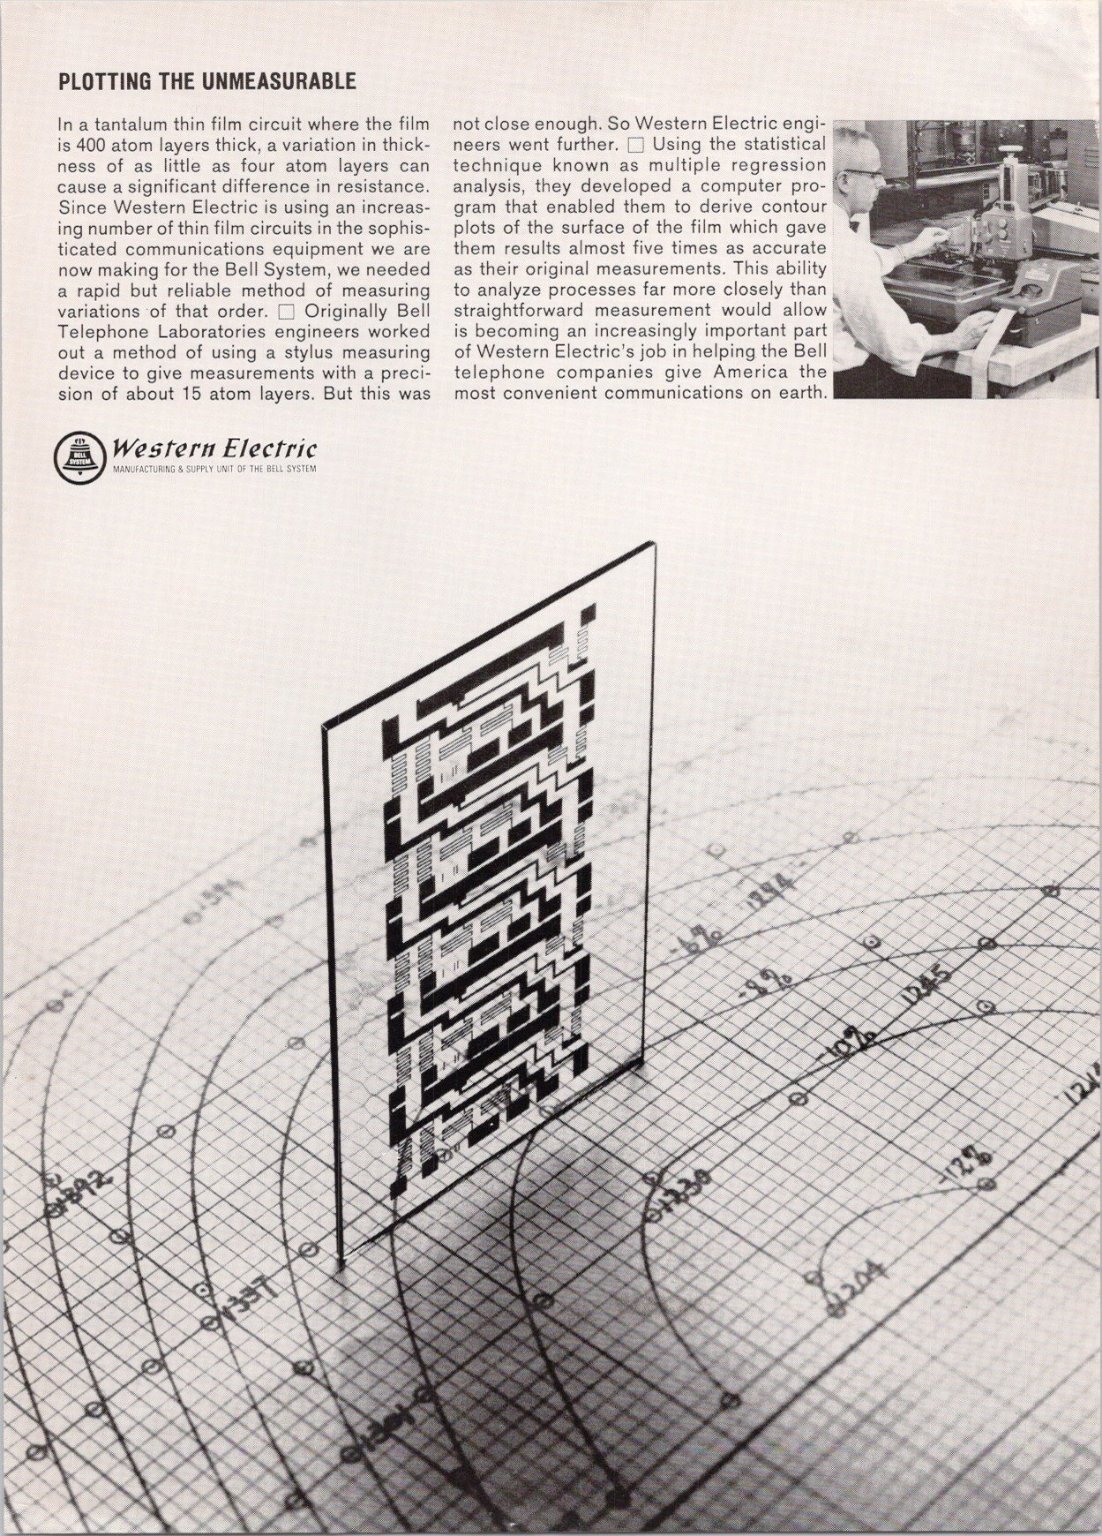 PLOTTING THE UNMEASURABLE
In a tantalum thin film circuit where the film
is 400 atom layers thick, a variation in thick-
ness of as little as four atom layers can
cause a significant difference in resistance.
Since Western Electric is using an increas-
ing number of thin film circuits in the sophis-
ticated communications equipment we are
now making for the Bell System, we needed
a rapid but reliable method of measuring
variations of that order. □ Originally Bell
Telephone Laboratories engineers worked
out a method of using a stylus measuring
device to give measurements with a preci-
sion of about 15 atom layers. But this was
not close enough. So Western Electric engi-
neers went further. □ Using the statistical
technique known as multiple regression
analysis, they developed a computer pro-
gram that enabled them to derive contour
plots of the surface of the film which gave
them results almost five times as accurate
as their original measurements. This ability
to analyze processes far more closely than
straightforward measurement would allow
is becoming an increasingly important part
of Western Electric's job in helping the Bell
telephone companies give America the
most convenient communications on earth.
BELL
SYSTEM
Western Electric
MANUFACTURING & SUPPLY UNIT OF THE BELL SYSTEM
1294
-6%
-8%
1245
-10%
-12%
1392
1230
1204
1337
1301